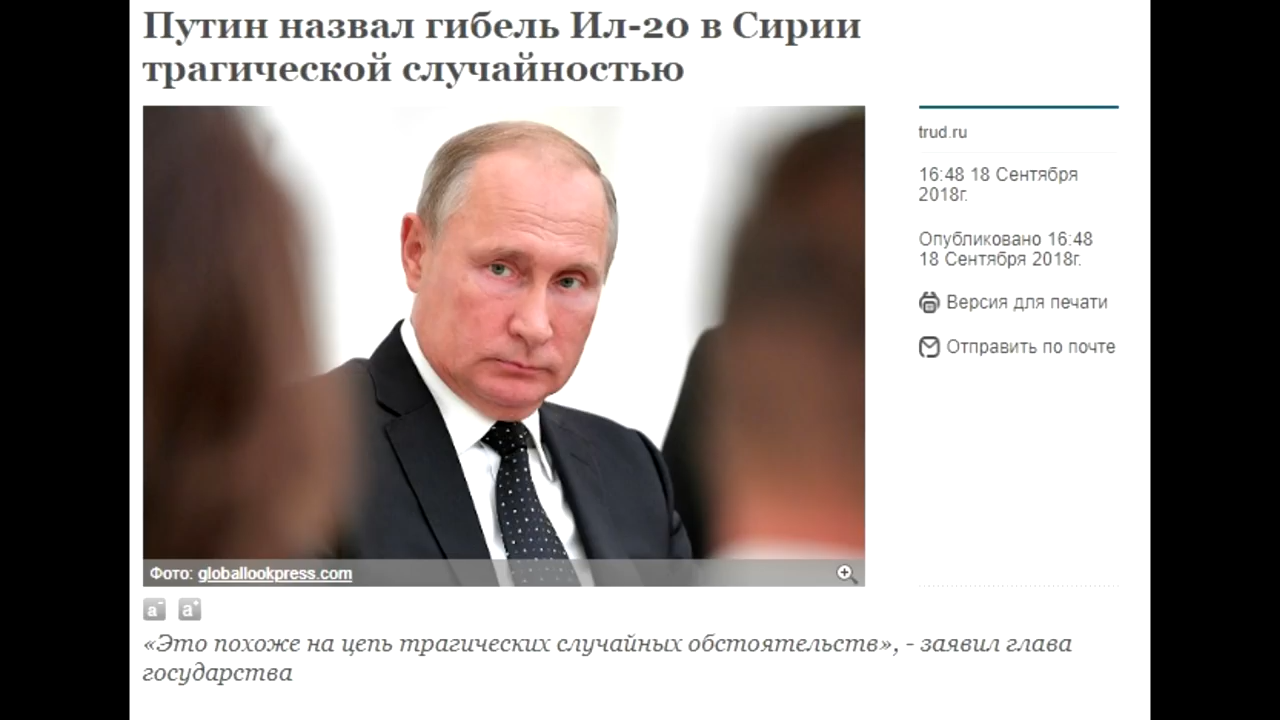 Путин назвал гибель Ил-20 в Сирии
трагической случайностью
trud.ru
16:48 18 Сентября
2018г.
Опубликовано 16:48
18 Сентября 2018г.
Версия для печати
Отправить по почте
Фото: globallookpress.com
a- a+
«Это похоже на цепь трагических случайных обстоятельств», - заявил глава
государства